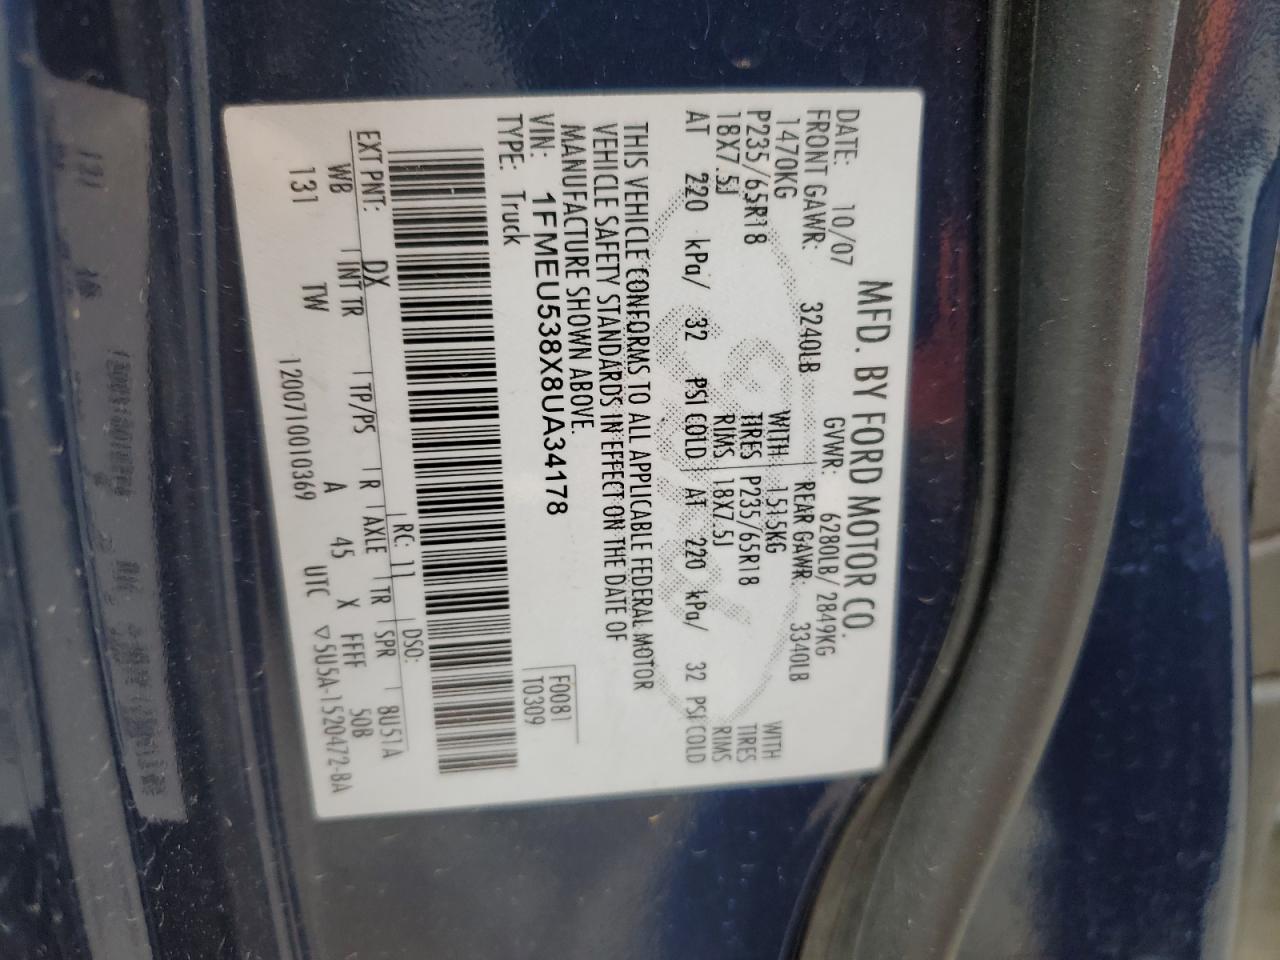 MFD. BY FORD MOTOR CO.
DATE: 10/07 GVWR: 6280LB/ 2849KG
FRONT GAWR: 3240LB REAR GAWR: 3340LB
1470KG WITH 1515KG WITH
P235/65R18 TIRES P235/65R18 TIRES
18X7.5J RIMS 18X7.5J RIMS
AT 220 kPa/ 32 PSI COLD AT 220 kPa/ 32 PSI COLD
THIS VEHICLE CONFORMS TO ALL APPLICABLE FEDERAL MOTOR
VEHICLE SAFETY STANDARDS IN EFFECT ON THE DATE OF
MANUFACTURE SHOWN ABOVE.
VIN: 1FMEU538X8UA34178
TYPE: Truck
F0081
T0309
EXT PNT: DX RC: 11 DSO:
WB INT TR TP/PS R AXLE TR SPR 8U51A
131 TW A 45 X FFFF 50B
1200710010369 UTC ▽5U5A-1520472-BA